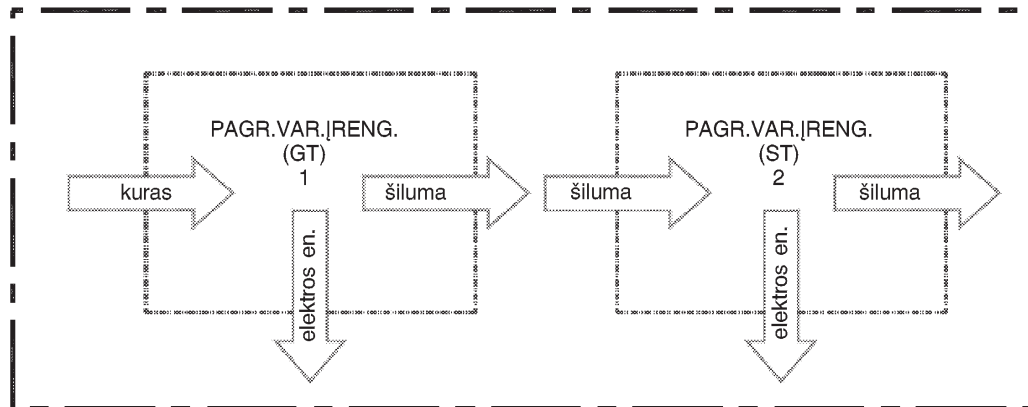 PAGR.VAR.ĮRENG.
(GT)
1
kuras
šiluma
elektros en.
PAGR.VAR.ĮRENG.
(ST)
2
šiluma
šiluma
elektros en.